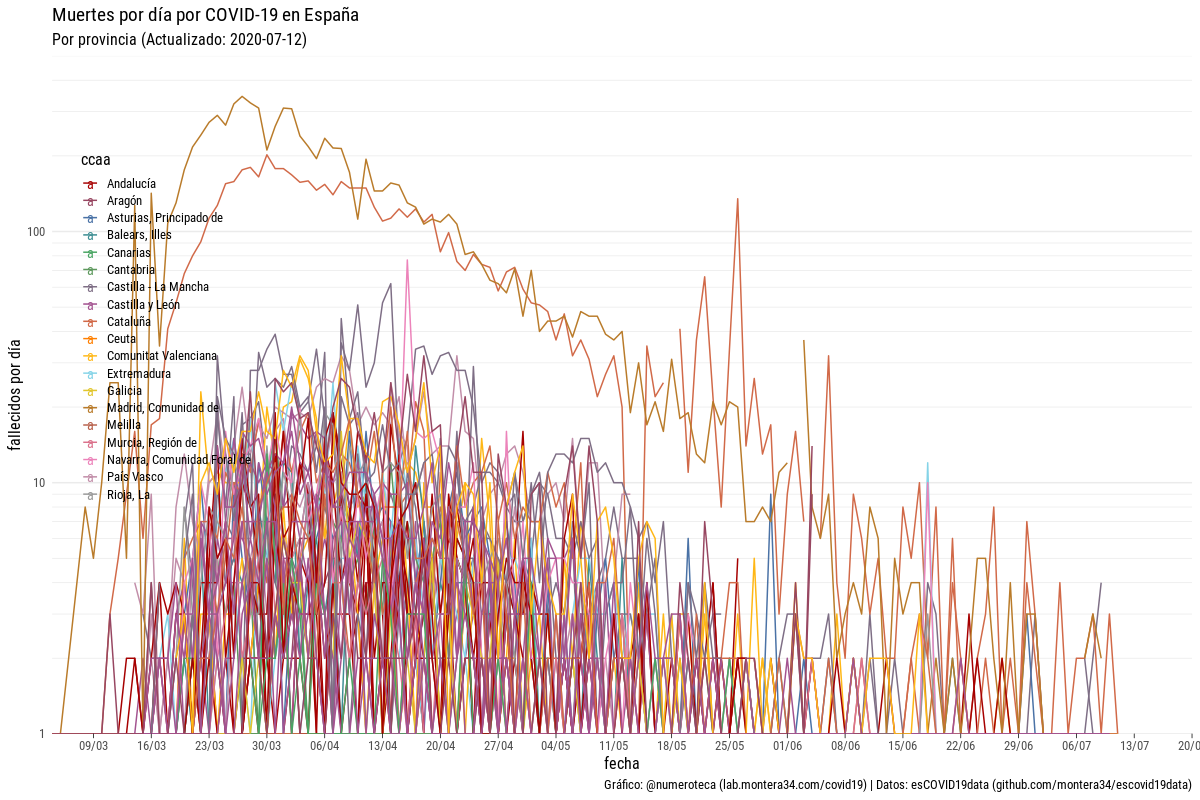 Muertes por día por COVID-19 en España
Por provincia (Actualizado: 2020-07-12)
fallecidos por día
100
10
1
ccaa
Andalucía
Aragón
Asturias, Principado de
Balears, Illes
Canarias
Cantabria
Castilla - La Mancha
Castilla y León
Cataluña
Ceuta
Comunitat Valenciana
Extremadura
Galicia
Madrid, Comunidad de
Melilla
Murcia, Región de
Navarra, Comunidad Foral de
País Vasco
Rioja, La
09/03 16/03 23/03 30/03 06/04 13/04 20/04 27/04 04/05 11/05 18/05 25/05 01/06 08/06 15/06 22/06 29/06 06/07 13/07 20/0
fecha
Gráfico: @numeroteca (lab.montera34.com/covid19) | Datos: esCOVID19data (github.com/montera34/escovid19data)